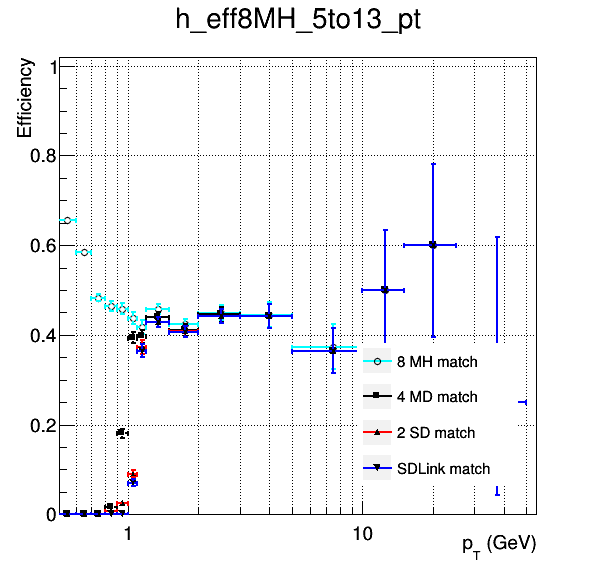 h_eff8MH_5to13_pt
Efficiency
1
0.8
0.6
0.4
0.2
0
8 MH match
4 MD match
2 SD match
SDLink match
1
10
p_T (GeV)